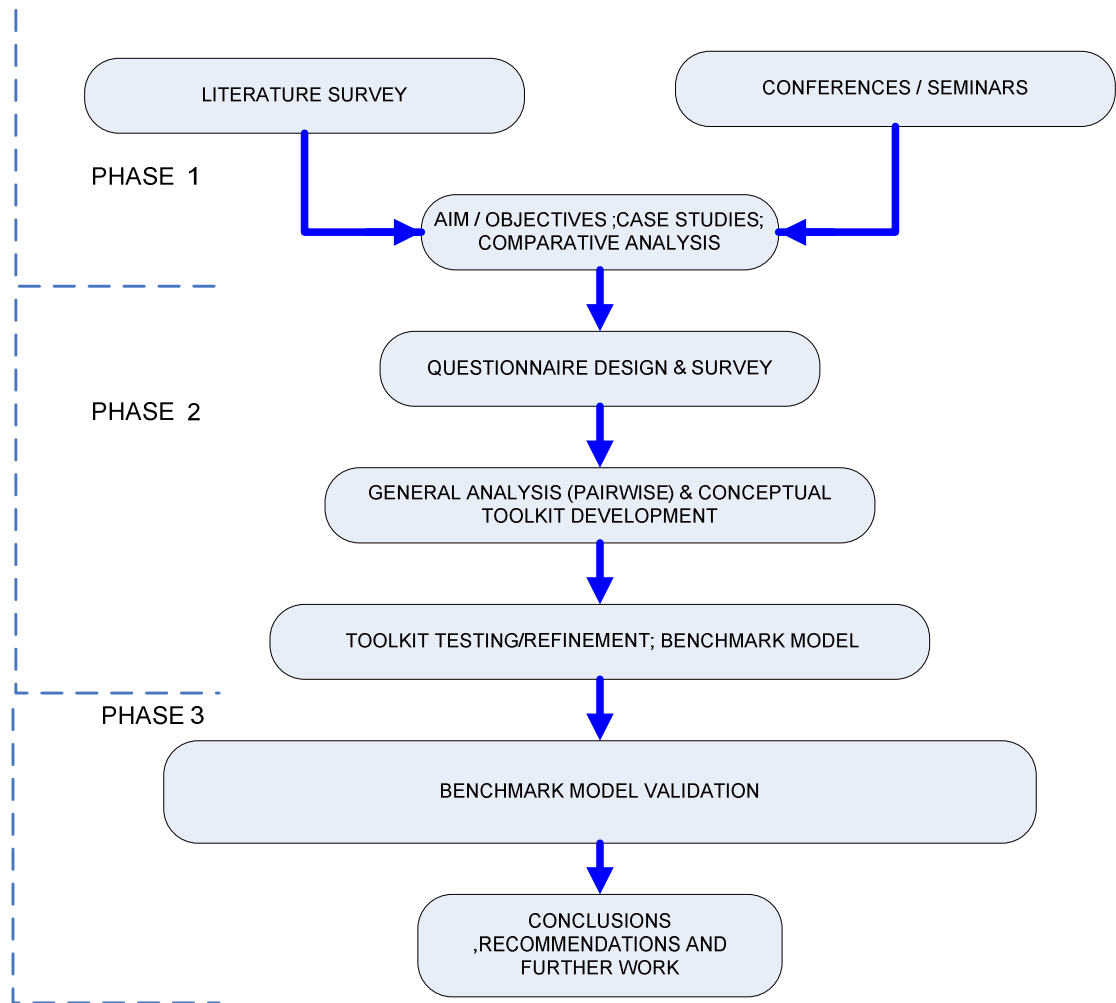 LITERATURE SURVEY
CONFERENCES / SEMINARS
PHASE 1
AIM / OBJECTIVES ;CASE STUDIES;
COMPARATIVE ANALYSIS
QUESTIONNAIRE DESIGN & SURVEY
PHASE 2
GENERAL ANALYSIS (PAIRWISE) & CONCEPTUAL
TOOLKIT DEVELOPMENT
TOOLKIT TESTING/REFINEMENT; BENCHMARK MODEL
PHASE 3
BENCHMARK MODEL VALIDATION
CONCLUSIONS
,RECOMMENDATIONS AND
FURTHER WORK